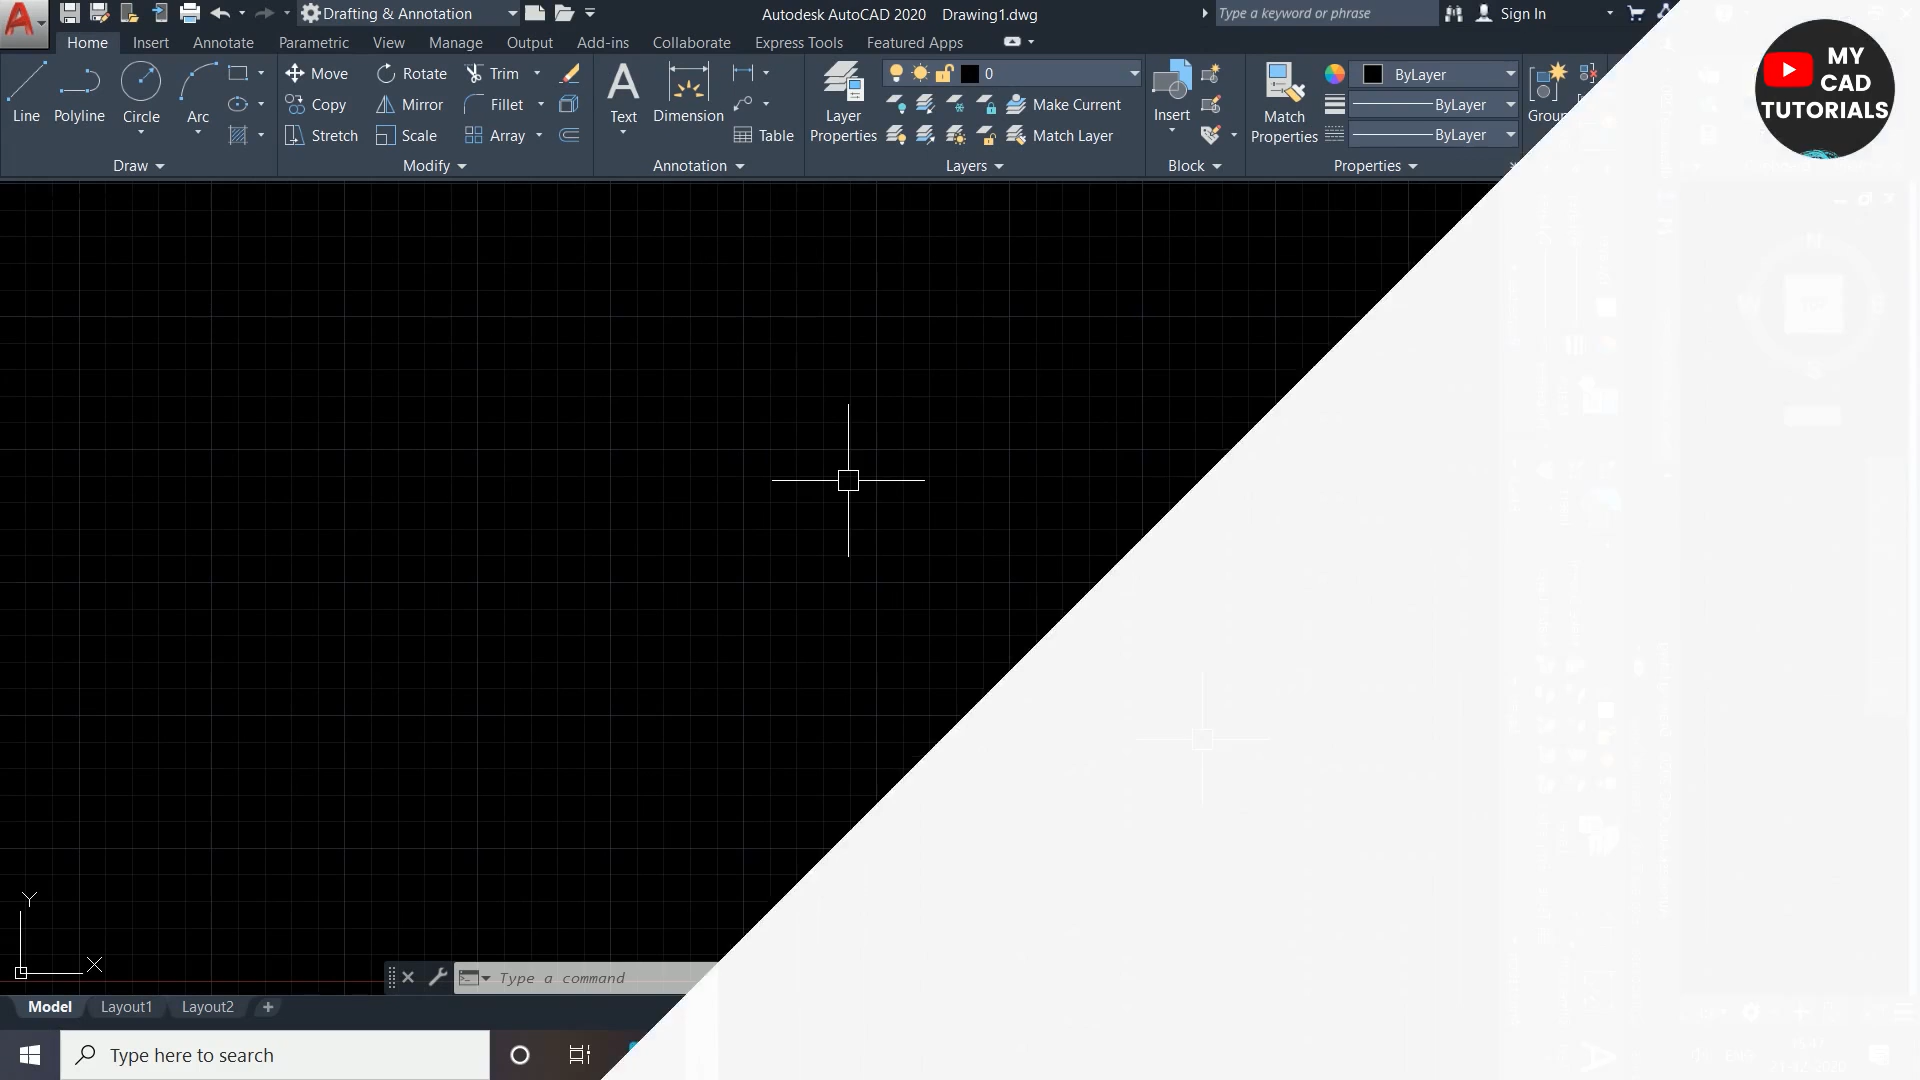 Drafting & Annotation
Autodesk AutoCAD 2020 Drawing1.dwg
Type a keyword or phrase
Sign In
Home Insert Annotate Parametric View Manage Output Add-ins Collaborate Express Tools Featured Apps
Line Polyline Circle Arc
Move Rotate Trim
Copy Mirror Fillet
Stretch Scale Array
Text Dimension
Table
Layer
Properties
0
Make Current
Match Layer
Insert
Match
Properties
ByLayer
ByLayer
ByLayer
Draw Modify Annotation Layers Block Properties
MY
CAD
TUTORIALS
Y
X
Type a command
Model Layout1 Layout2
Type here to search